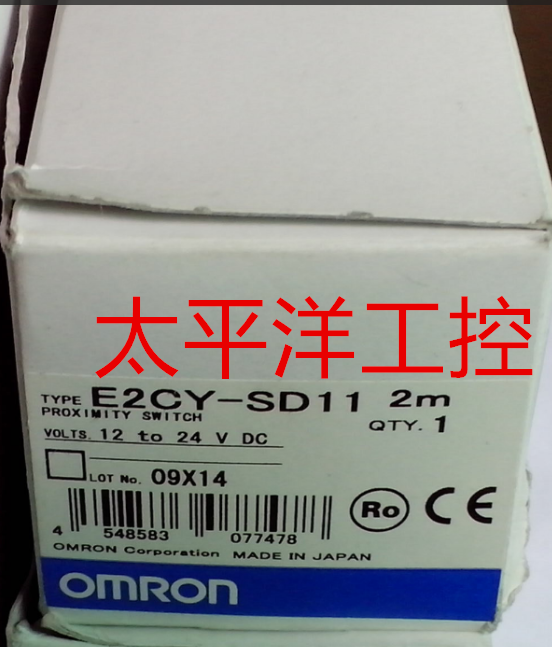 太平洋工控
TYPE E2CY-SD11 2m
PROXIMITY SWITCH
QTY. 1
VOLTS. 12 to 24 V DC
LOT No. 09X14
4 548583 077478
Ro CE
OMRON Corporation MADE IN JAPAN
OMRON